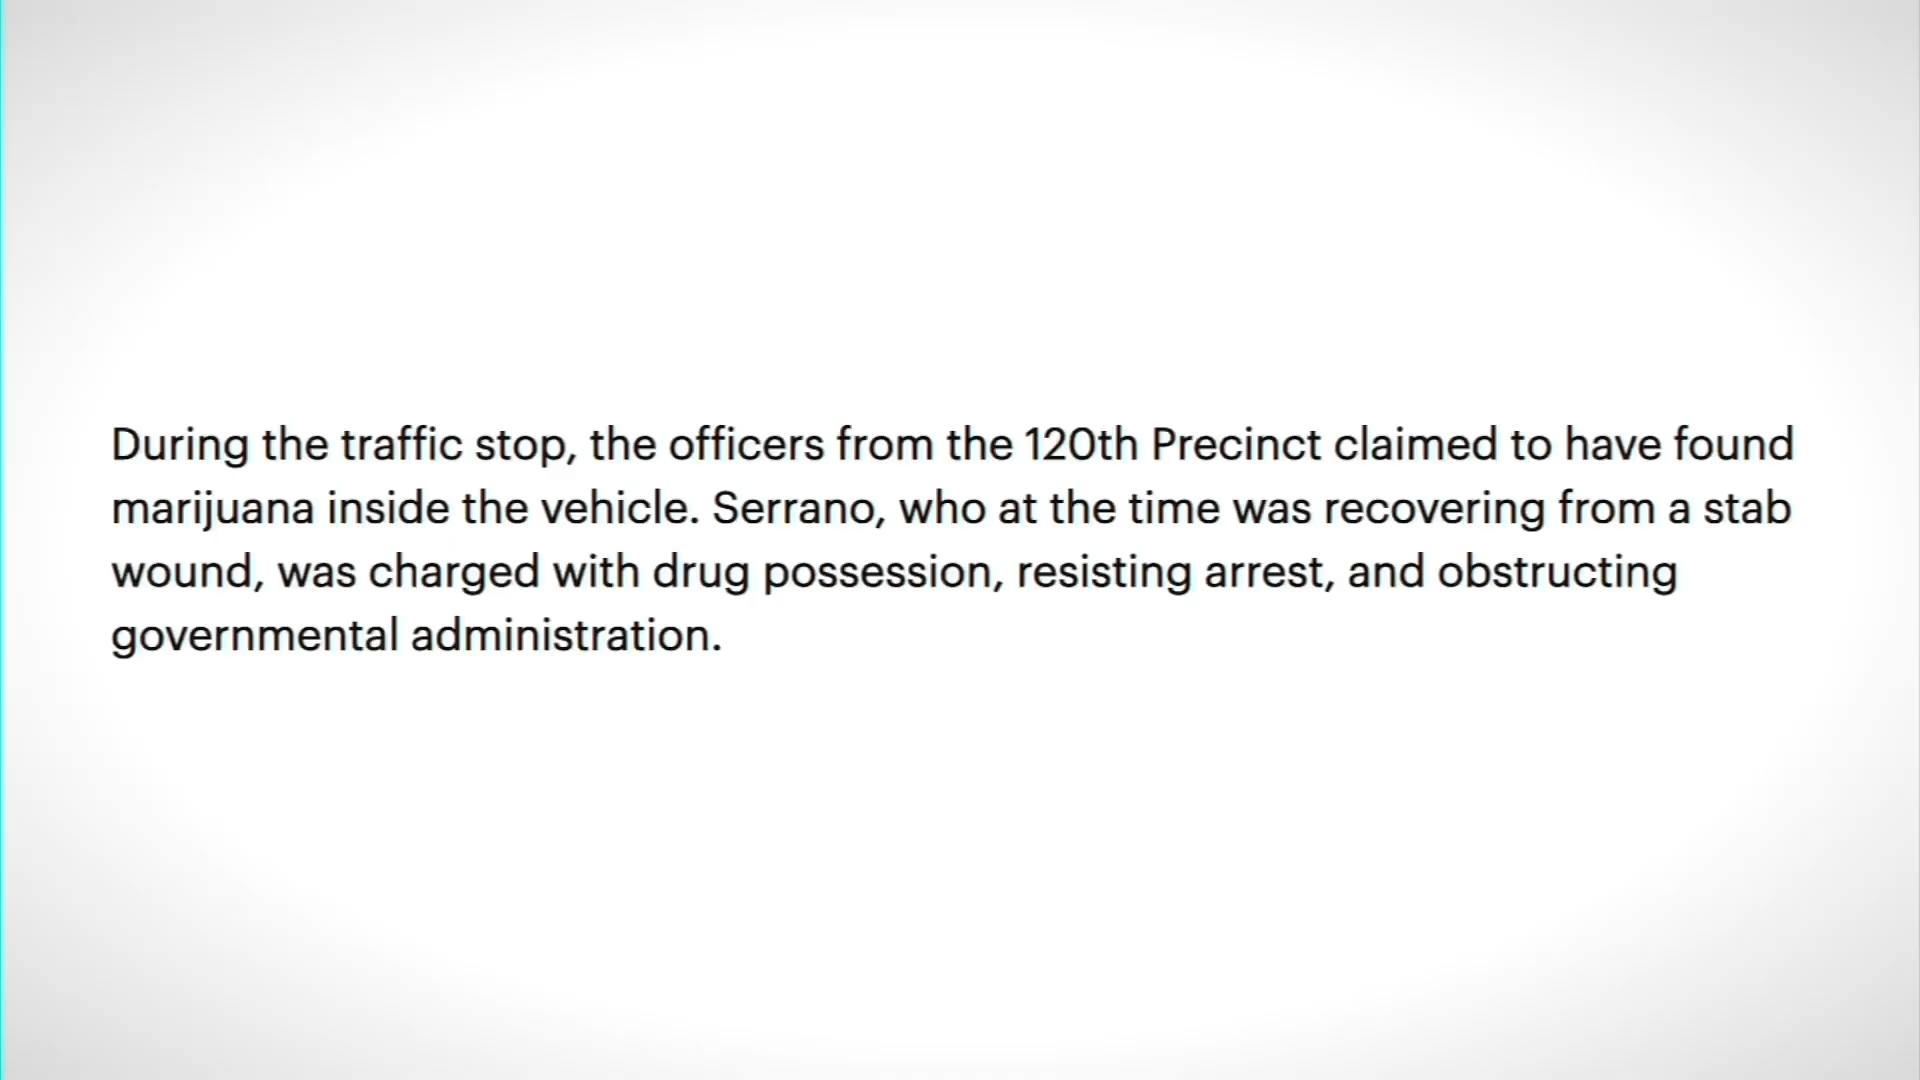 During the traffic stop, the officers from the 120th Precinct claimed to have found
marijuana inside the vehicle. Serrano, who at the time was recovering from a stab
wound, was charged with drug possession, resisting arrest, and obstructing
governmental administration.